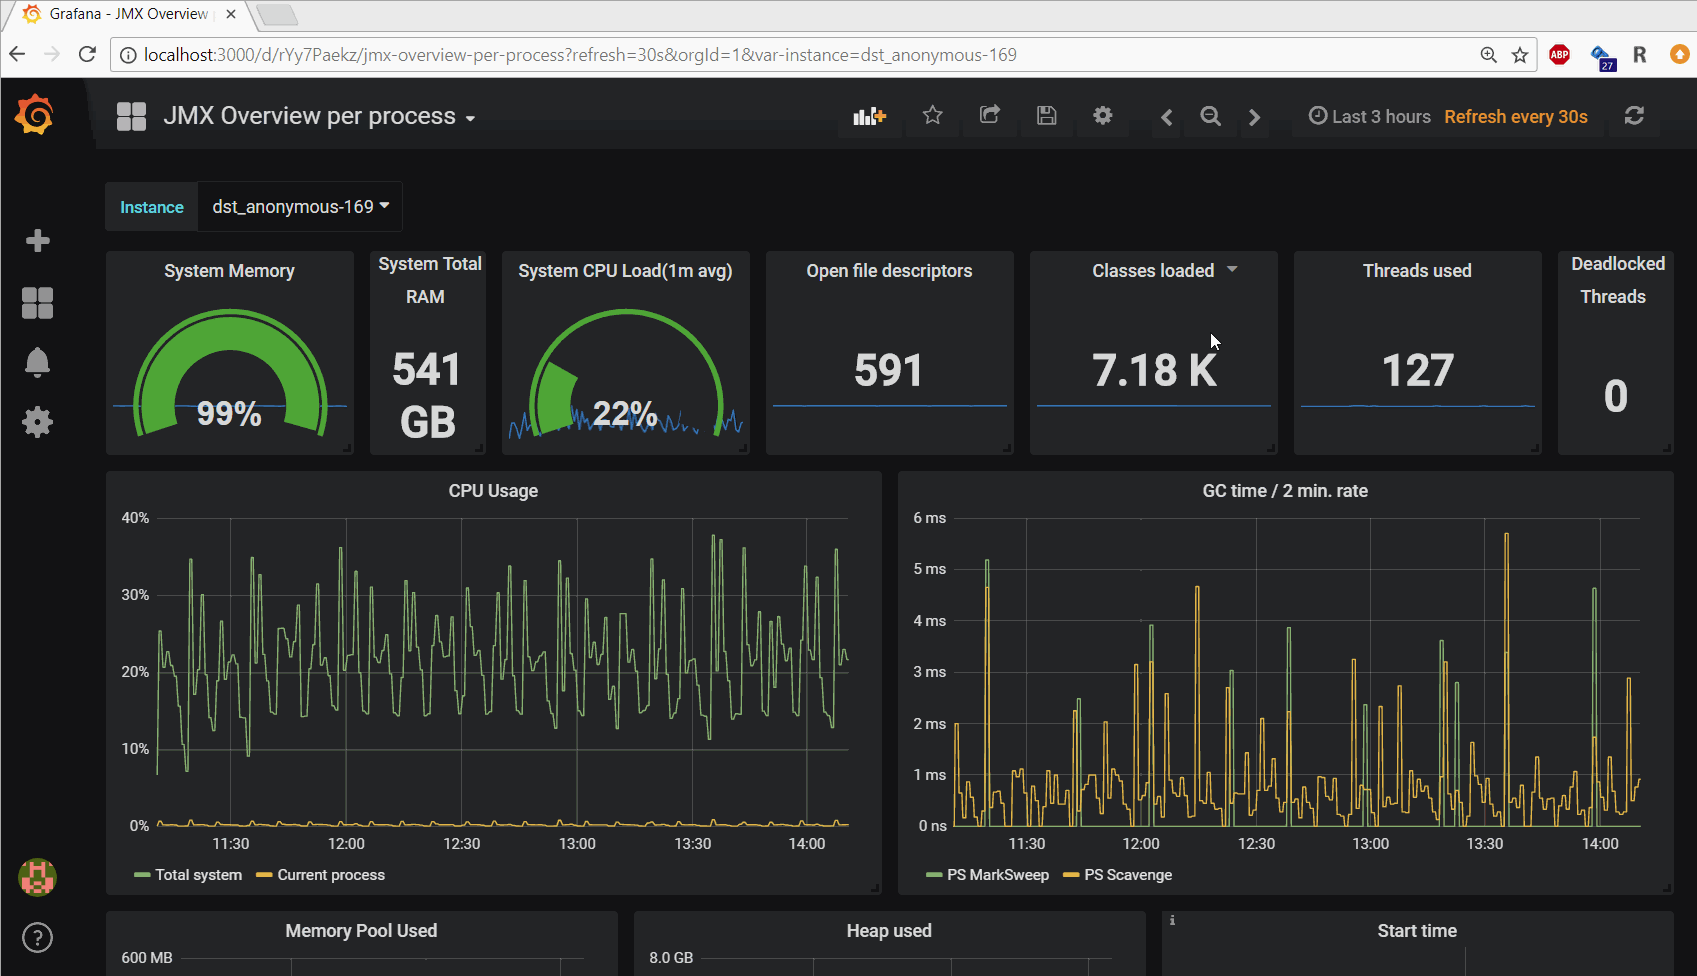 Grafana - JMX Overview
localhost:3000/d/rYy7Paekz/jmx-overview-per-process?refresh=30s&orgId=1&var-instance=dst_anonymous-169
ABP
27
R
JMX Overview per process
Last 3 hours
Refresh every 30s
Instance
dst_anonymous-169
System Memory
99%
System Total
RAM
541
GB
System CPU Load(1m avg)
22%
Open file descriptors
591
Classes loaded
7.18 K
Threads used
127
Deadlocked
Threads
0
CPU Usage
40%
30%
20%
10%
0%
11:30 12:00 12:30 13:00 13:30 14:00
Total system Current process
GC time / 2 min. rate
6 ms
5 ms
4 ms
3 ms
2 ms
1 ms
0 ns
11:30 12:00 12:30 13:00 13:30 14:00
PS MarkSweep PS Scavenge
?
Memory Pool Used
600 MB
Heap used
8.0 GB
i
Start time